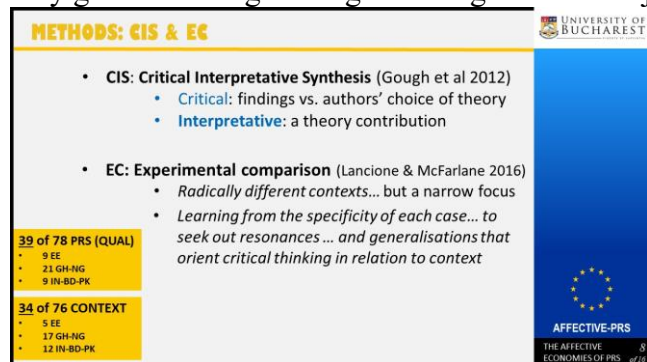 METHODS: CIS & EC
UNIVERSITY OF
BUCHAREST
• CIS: Critical Interpretative Synthesis (Gough et al 2012)
• Critical: findings vs. authors' choice of theory
• Interpretative: a theory contribution
• EC: Experimental comparison (Lancione & McFarlane 2016)
• Radically different contexts... but a narrow focus
• Learning from the specificity of each case... to
seek out resonances ... and generalisations that
orient critical thinking in relation to context
39 of 78 PRS (QUAL)
• 9 EE
• 21 GH-NG
• 9 IN-BD-PK
34 of 76 CONTEXT
• 5 EE
• 17 GH-NG
• 12 IN-BD-PK
AFFECTIVE-PRS
THE AFFECTIVE 8
ECONOMIES OF PRS of 16